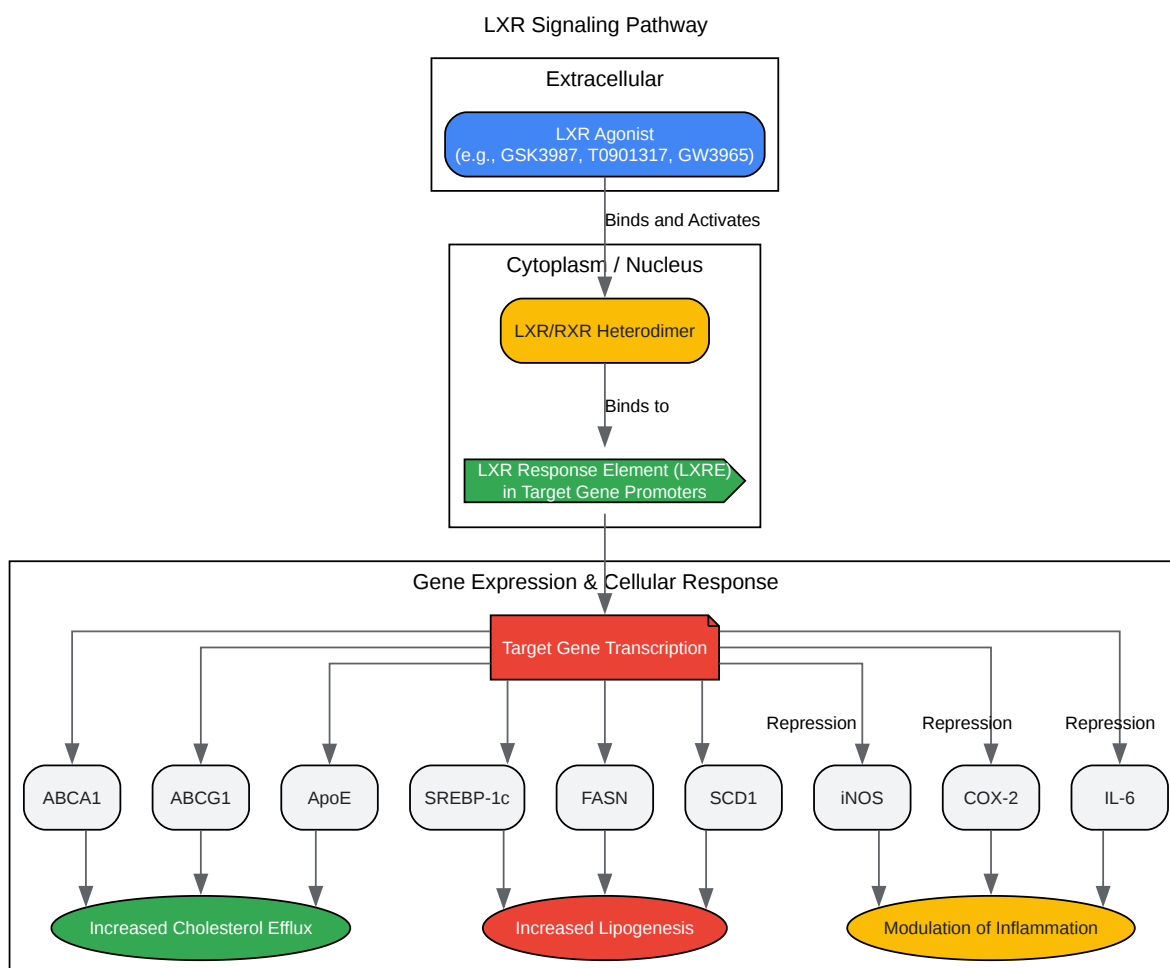 LXR Signaling Pathway
Extracellular
LXR Agonist
(e.g., GSK3987, T0901317, GW3965)
Binds and Activates
Cytoplasm / Nucleus
LXR/RXR Heterodimer
Binds to
LXR Response Element (LXRE)
in Target Gene Promoters
Gene Expression & Cellular Response
Target Gene Transcription
Repression
Repression
Repression
ABCA1
ABCG1
ApoE
SREBP-1c
FASN
SCD1
iNOS
COX-2
IL-6
Increased Cholesterol Efflux
Increased Lipogenesis
Modulation of Inflammation